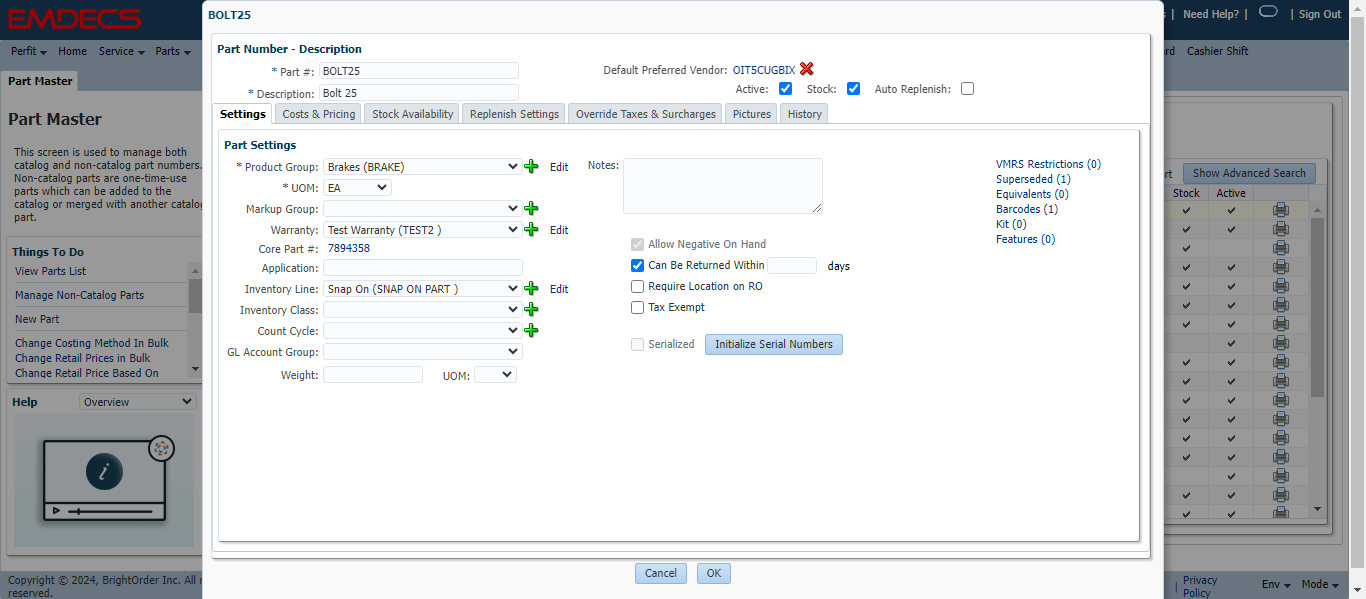 EMDECS
Need Help? |
| Sign Out
Perfit
Home
Service
Parts
Cashier Shift
Part Master
Part Master
This screen is used to manage both
catalog and non-catalog part numbers.
Non-catalog parts are one-time-use
parts which can be added to the
catalog or merged with another catalog
part.
Things To Do
View Parts List
Manage Non-Catalog Parts
New Part
Change Costing Method In Bulk
Change Retail Prices in Bulk
Change Retail Price Based On
Help
Overview
Copyright © 2024, BrightOrder Inc. All
reserved.
BOLT25
Part Number - Description
* Part #: BOLT25
* Description: Bolt 25
Default Preferred Vendor: OIT5CUGBIX
Active:
Stock:
Auto Replenish:
Settings
Costs & Pricing
Stock Availability
Replenish Settings
Override Taxes & Surcharges
Pictures
History
Part Settings
* Product Group: Brakes (BRAKE) Edit
* UOM: EA
Markup Group:
Warranty: Test Warranty (TEST2 ) Edit
Core Part #: 7894358
Application:
Inventory Line: Snap On (SNAP ON PART ) Edit
Inventory Class:
Count Cycle:
GL Account Group:
Weight:
UOM:
Notes:
Allow Negative On Hand
Can Be Returned Within days
Require Location on RO
Tax Exempt
Serialized
Initialize Serial Numbers
VMRS Restrictions (0)
Superseded (1)
Equivalents (0)
Barcodes (1)
Kit (0)
Features (0)
Cancel
OK
Show Advanced Search
Stock
Active
Privacy
Policy
Env
Mode